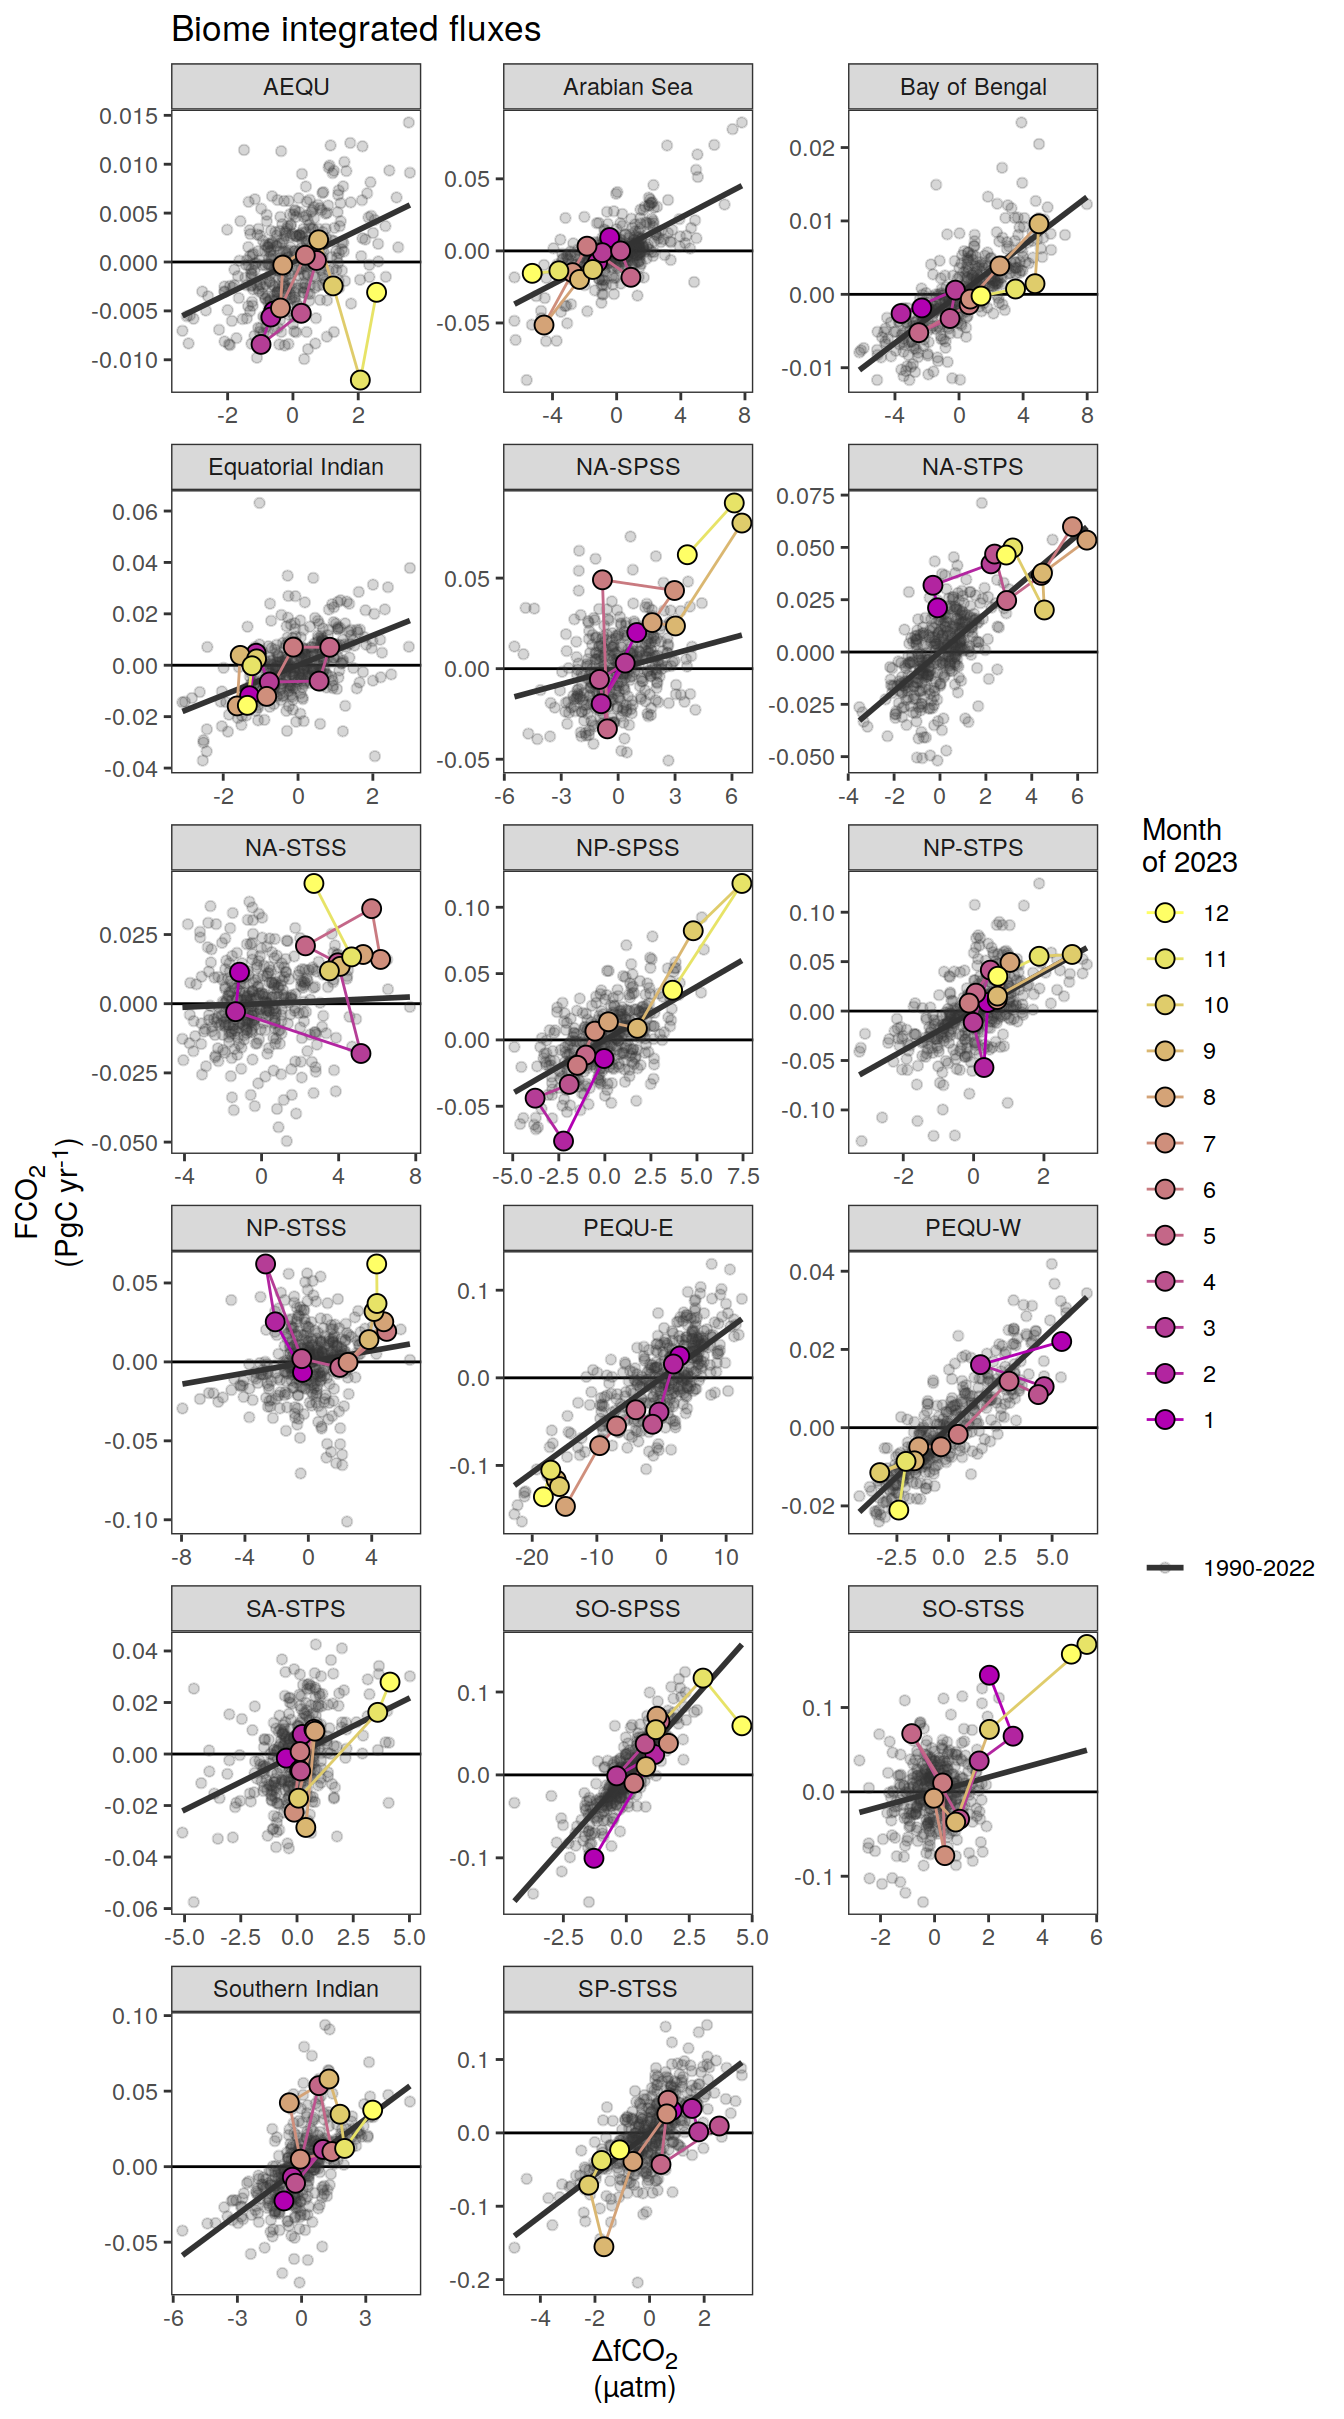 Biome integrated fluxes
AEQU
Arabian Sea
Bay of Bengal
0.015
0.010
0.005
0.000
-0.005
-0.010
0.05
0.00
-0.05
0.02
0.01
0.00
-0.01
-2 0 2
-4 0 4 8
-4 0 4 8
Equatorial Indian
NA-SPSS
NA-STPS
0.06
0.04
0.02
0.00
-0.02
-0.04
0.05
0.00
-0.05
0.075
0.050
0.025
0.000
-0.025
-0.050
-2 0 2
-6 -3 0 3 6
-4 -2 0 2 4 6
NA-STSS
NP-SPSS
NP-STPS
0.025
0.000
-0.025
-0.050
0.10
0.05
0.00
-0.05
0.10
0.05
0.00
-0.05
-0.10
-4 0 4 8
-5.0 -2.5 0.0 2.5 5.0 7.5
-2 0 2
NP-STSS
PEQU-E
PEQU-W
0.05
0.00
-0.05
-0.10
0.1
0.0
-0.1
0.04
0.02
0.00
-0.02
-8 -4 0 4
-20 -10 0 10
-2.5 0.0 2.5 5.0
SA-STPS
SO-SPSS
SO-STSS
0.04
0.02
0.00
-0.02
-0.04
-0.06
0.1
0.0
-0.1
0.1
0.0
-0.1
-5.0 -2.5 0.0 2.5 5.0
-2.5 0.0 2.5 5.0
-2 0 2 4 6
Southern Indian
SP-STSS
0.10
0.05
0.00
-0.05
0.1
0.0
-0.1
-0.2
-6 -3 0 3
-4 -2 0 2
FCO₂
(PgC yr⁻¹)
ΔfCO₂
(µatm)
Month
of 2023
12
11
10
9
8
7
6
5
4
3
2
1
1990-2022